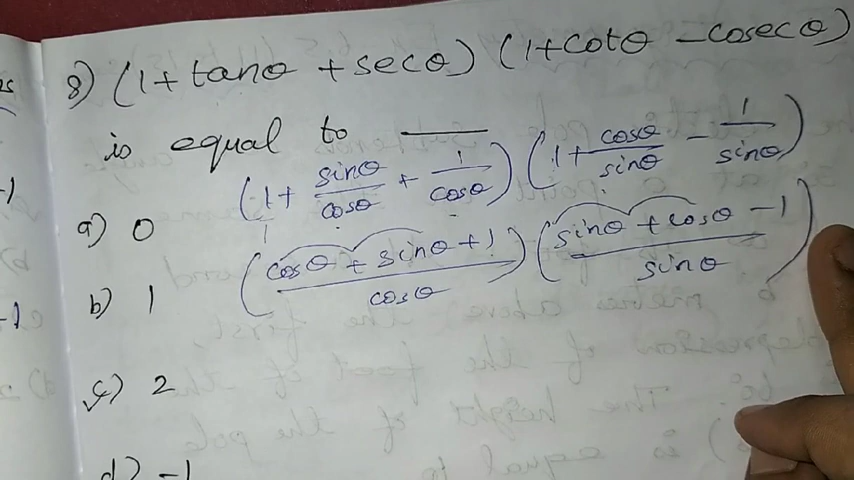 8) (1+tanθ +secθ) (1+cotθ -cosecθ)
is equal to ____
(1+ sinθ/cosθ + 1/cosθ) (1+ cosθ/sinθ - 1/sinθ)
a) 0
(cosθ + sinθ +1/cosθ) (sinθ +cosθ -1/sinθ)
b) 1
c) 2
d) -1